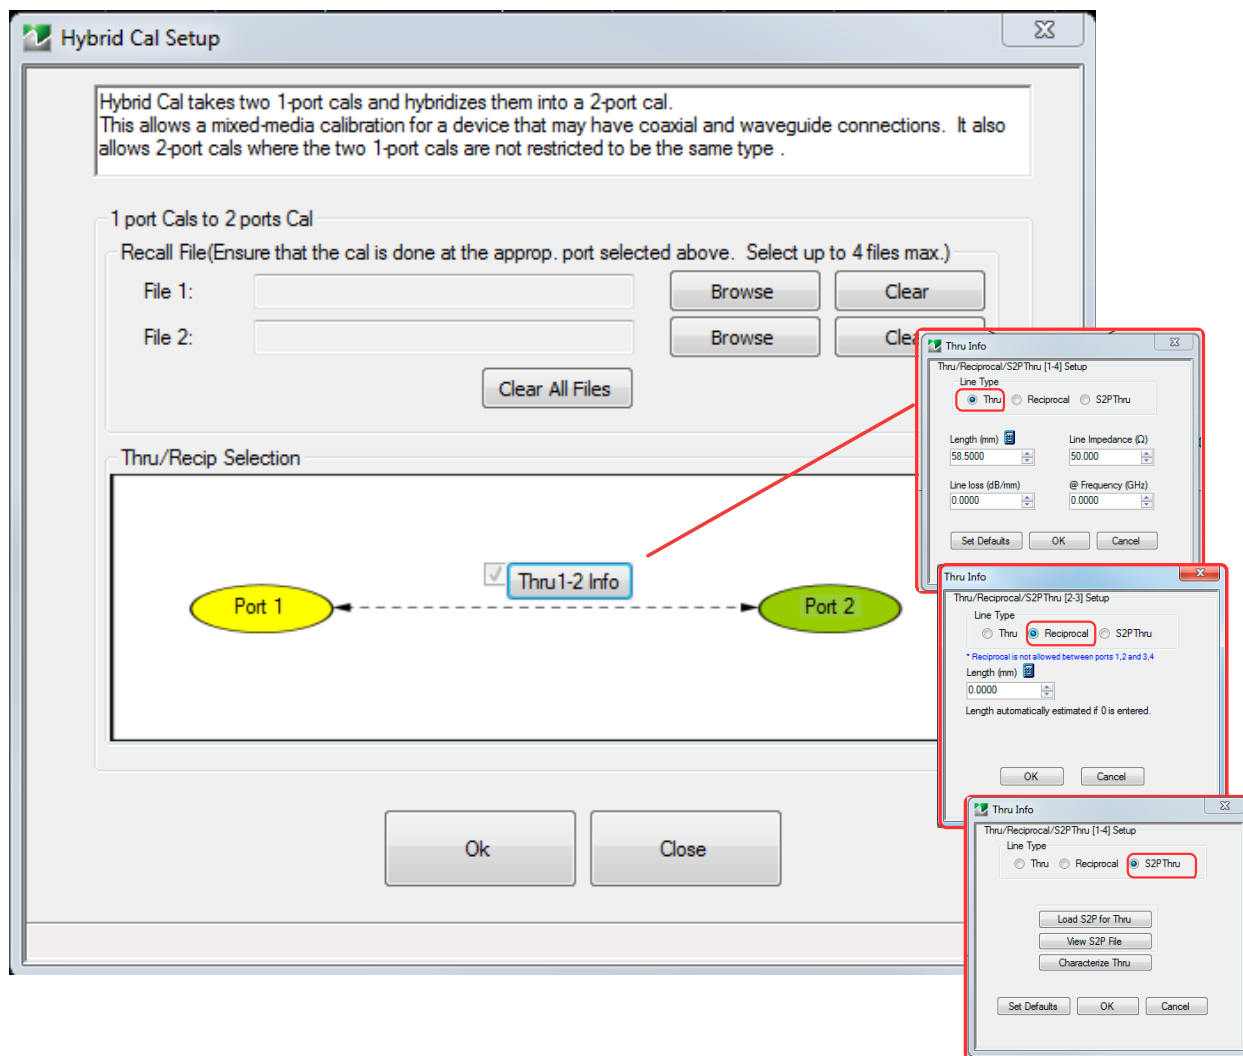 Hybrid Cal Setup
Hybrid Cal takes two 1-port cals and hybridizes them into a 2-port cal.
This allows a mixed-media calibration for a device that may have coaxial and waveguide connections.  It also
allows 2-port cals where the two 1-port cals are not restricted to be the same type .
1 port Cals to 2 ports Cal
Recall File(Ensure that the cal is done at the approp. port selected above.  Select up to 4 files max.)
File 1:
Browse
Clear
File 2:
Browse
Clear All Files
Thru/Recip Selection
Thru1-2 Info
Port 1
Port 2
Ok
Close
Thru Info
Thru/Reciprocal/S2PThru [1-4] Setup
Line Type
Thru
Reciprocal
S2PThru
Length (mm)
Line Impedance (Ω)
58.5000
50.000
Line loss (dB/mm)
@ Frequency (GHz)
0.0000
0.0000
Set Defaults
OK
Cancel
Thru Info
Thru/Reciprocal/S2PThru [2-3] Setup
Line Type
Thru
Reciprocal
S2PThru
* Reciprocal is not allowed between ports 1,2 and 3,4
Length (mm)
0.0000
Length automatically estimated if 0 is entered.
OK
Cancel
Thru Info
Thru/Reciprocal/S2PThru [1-4] Setup
Line Type
Thru
Reciprocal
S2PThru
Load S2P for Thru
View S2P File
Characterize Thru
Set Defaults
OK
Cancel